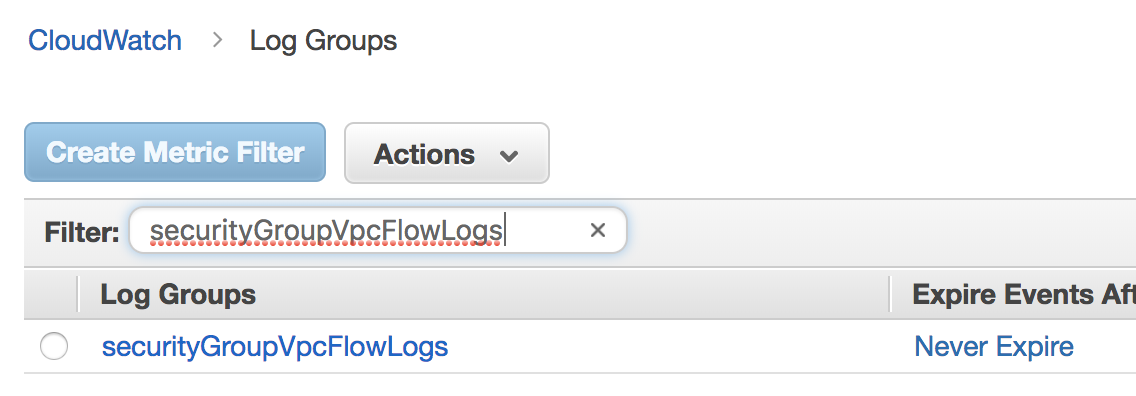 CloudWatch > Log Groups
Create Metric Filter Actions
Filter: securityGroupVpcFlowLogs ×
Log Groups Expire Events Aft
securityGroupVpcFlowLogs Never Expire